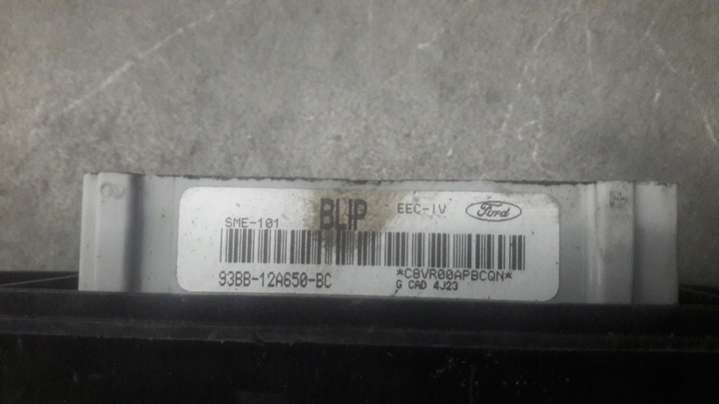 BLIP EEC-IV Ford
SME-101
93BB-12A650-BC *C8VR00APBCQN*
G CAD 4J23